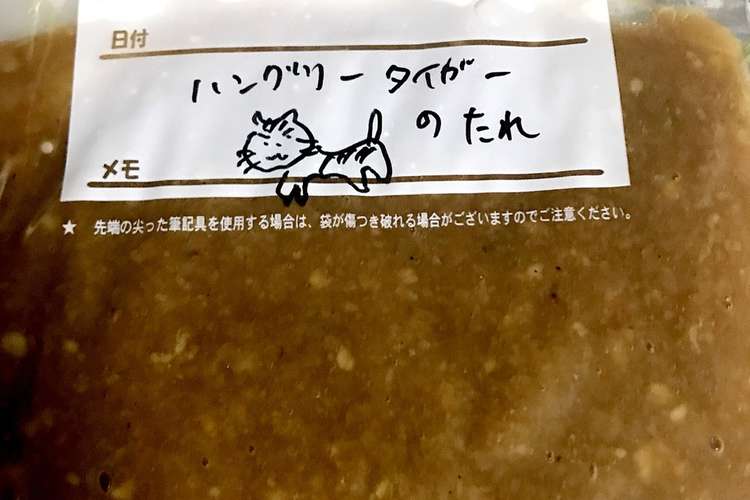 日付
ハングリータイガー
のたれ
メモ
★ 先端の尖った筆記具を使用する場合は、袋が傷つき破れる場合がございますのでご注意ください。